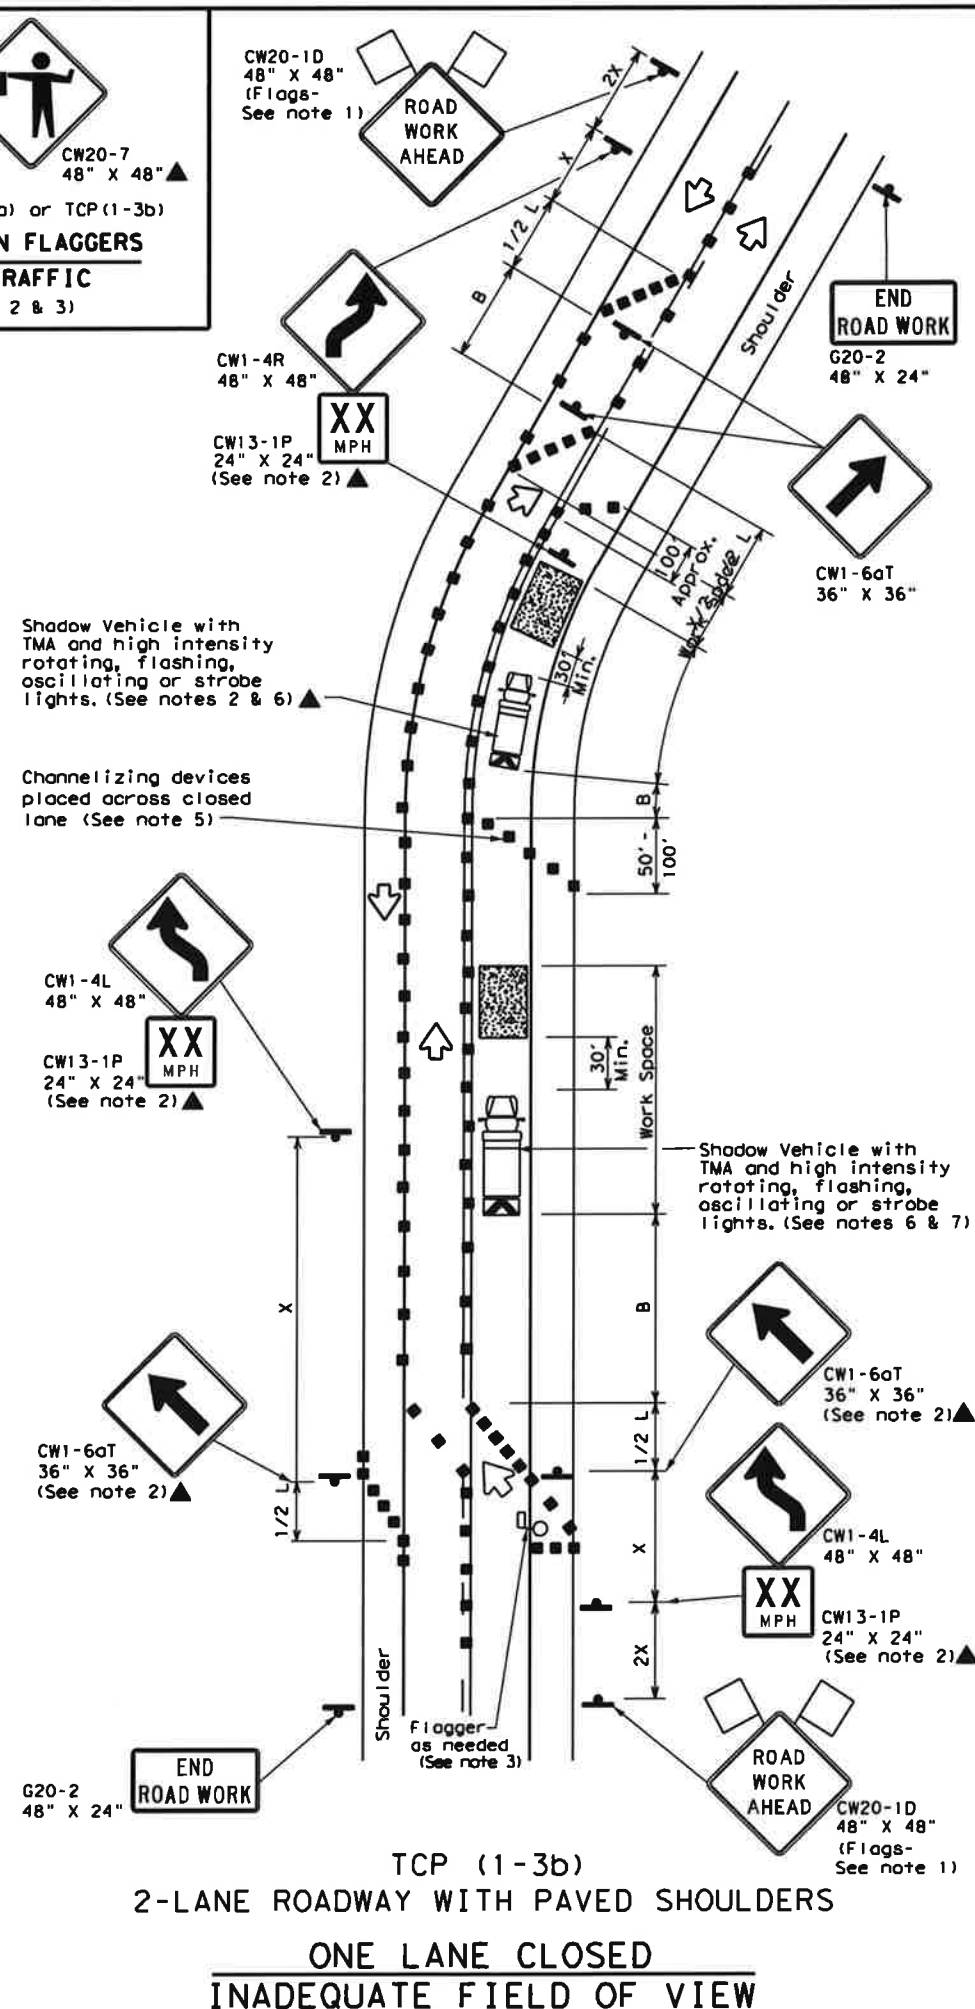 CW20-7
48" X 48"
a) or TCP(1-3b)
N FLAGGERS
RAFFIC
2 & 3)
CW20-1D
48" X 48"
(Flags-
See note 1)
ROAD
WORK
AHEAD
2X
X
1/2 L
B
CW1-4R
48" X 48"
XX
MPH
CW13-1P
24" X 24"
(See note 2)
Shoulder
END
ROAD WORK
G20-2
48" X 24"
CW1-6aT
36" X 36"
100'
Approx.
L
Work Space
30'
Min.
Shadow Vehicle with
TMA and high intensity
rotating, flashing,
oscillating or strobe
lights. (See notes 2 & 6)
Channelizing devices
placed across closed
lane (See note 5)
B
50' -
100'
CW1-4L
48" X 48"
XX
MPH
CW13-1P
24" X 24"
(See note 2)
30'
Min.
Work Space
Shadow Vehicle with
TMA and high intensity
rotating, flashing,
oscillating or strobe
lights. (See notes 6 & 7)
X
B
CW1-6aT
36" X 36"
(See note 2)
1/2 L
CW1-6aT
36" X 36"
(See note 2)
1/2 L
X
CW1-4L
48" X 48"
XX
MPH
CW13-1P
24" X 24"
(See note 2)
2X
Shoulder
Flagger
as needed
(See note 3)
END
ROAD WORK
G20-2
48" X 24"
ROAD
WORK
AHEAD
CW20-1D
48" X 48"
(Flags-
See note 1)
TCP (1-3b)
2-LANE ROADWAY WITH PAVED SHOULDERS
ONE LANE CLOSED
INADEQUATE FIELD OF VIEW